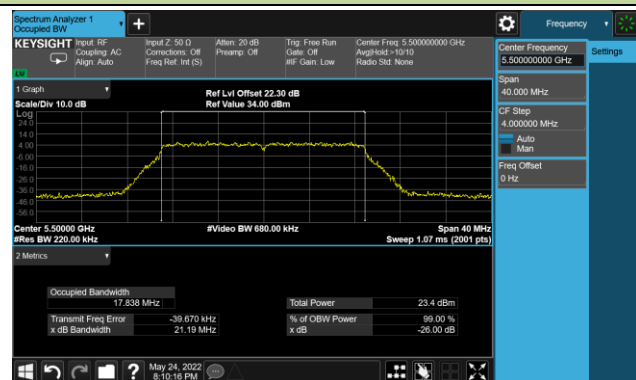 Spectrum Analyzer 1
Occupied BW
Frequency
KEYSIGHT
Input: RF
Coupling: AC
Align: Auto
Input Z: 50 Ω
Corrections: Off
Freq Ref: Int (S)
Atten: 20 dB
Preamp: Off
Trig: Free Run
Gate: Off
#IF Gain: Low
Center Freq: 5.500000000 GHz
Avg|Hold:>10/10
Radio Std: None
LVI
Center Frequency
5.500000000 GHz
Settings
Span
40.000 MHz
CF Step
4.000000 MHz
Auto
Man
Freq Offset
0 Hz
1 Graph
Scale/Div 10.0 dB
Ref Lvl Offset 22.30 dB
Ref Value 34.00 dBm
Log
24.0
14.0
4.00
-6.00
-16.0
-26.0
-36.0
-46.0
-56.0
Center 5.50000 GHz
#Res BW 220.00 kHz
#Video BW 680.00 kHz
Span 40 MHz
Sweep 1.07 ms (2001 pts)
2 Metrics
Occupied Bandwidth
17.838 MHz
Total Power 23.4 dBm
Transmit Freq Error -39.670 kHz
% of OBW Power 99.00 %
x dB Bandwidth 21.19 MHz
x dB -26.00 dB
May 24, 2022
8:10:16 PM